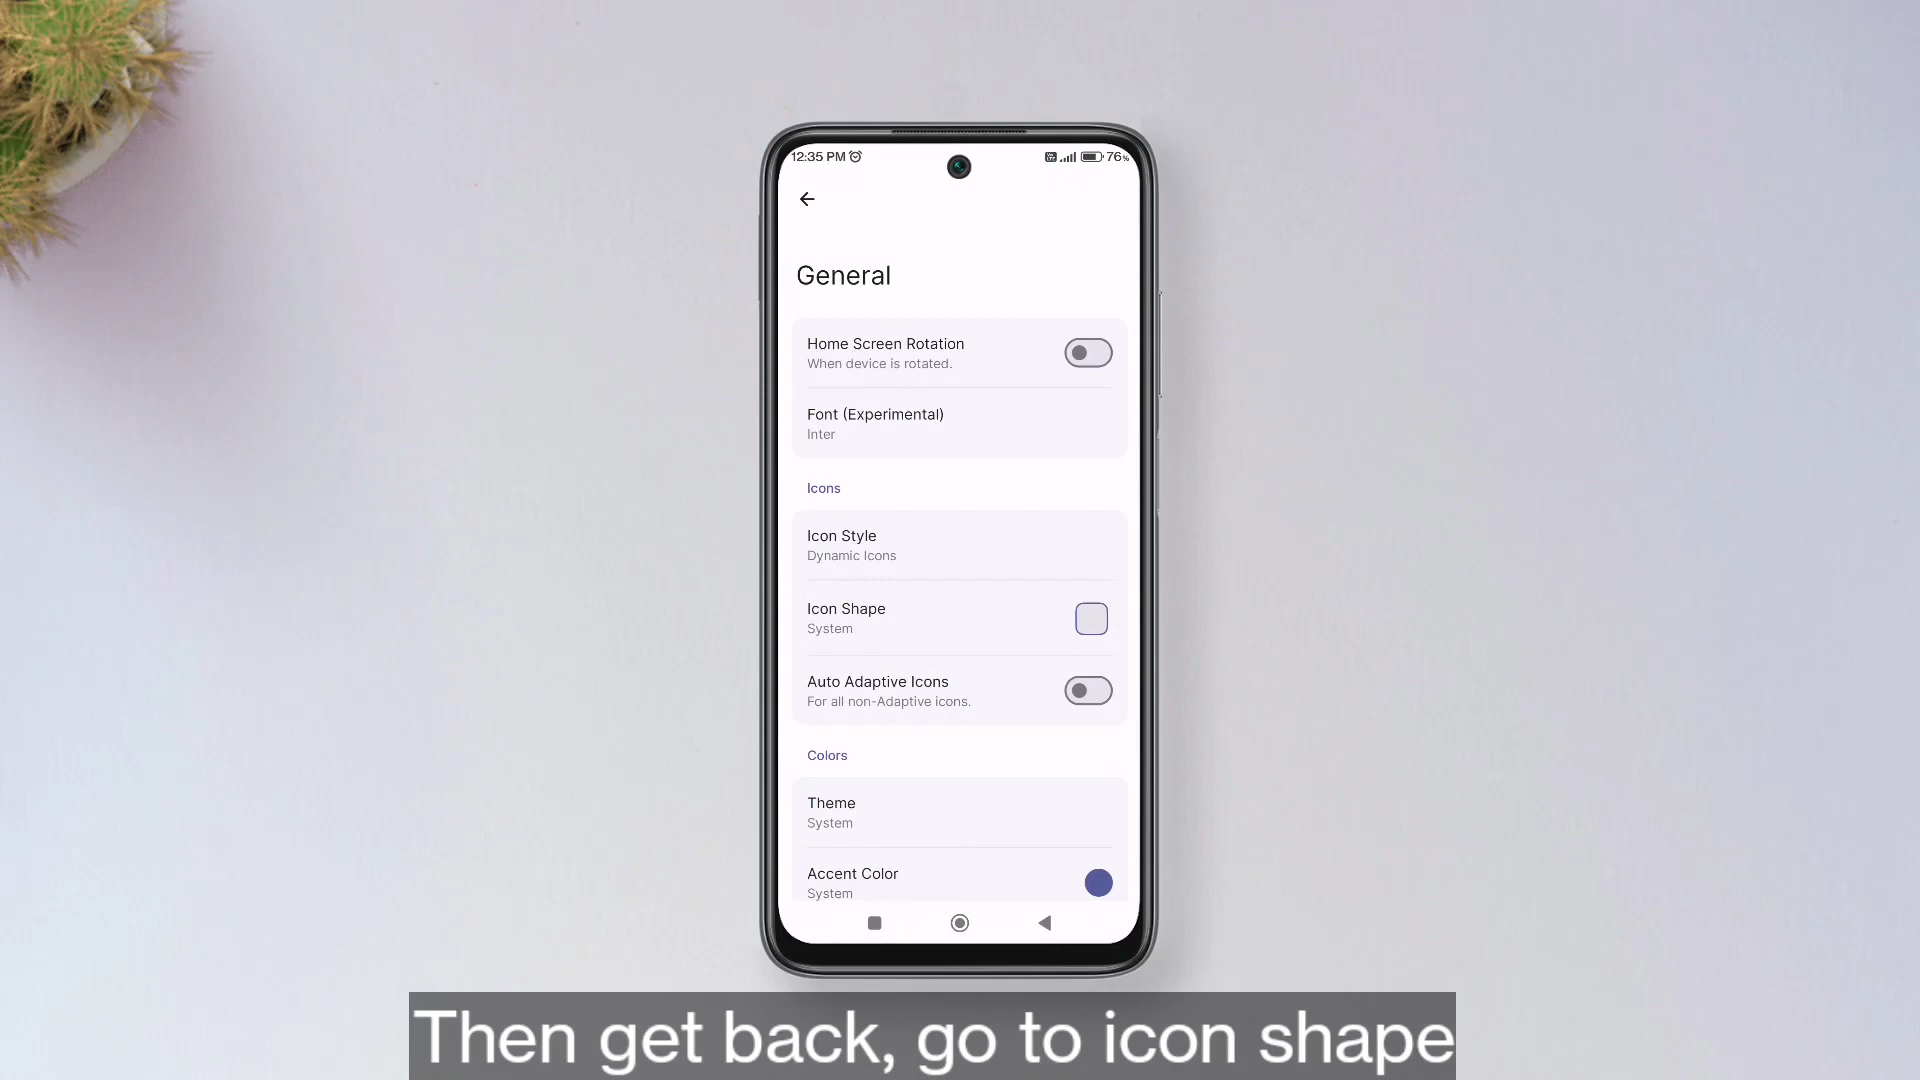 12:35 PM
76%
General
Home Screen Rotation
When device is rotated.
Font (Experimental)
Inter
Icons
Icon Style
Dynamic Icons
Icon Shape
System
Auto Adaptive Icons
For all non-Adaptive icons.
Colors
Theme
System
Accent Color
System
Then get back, go to icon shape